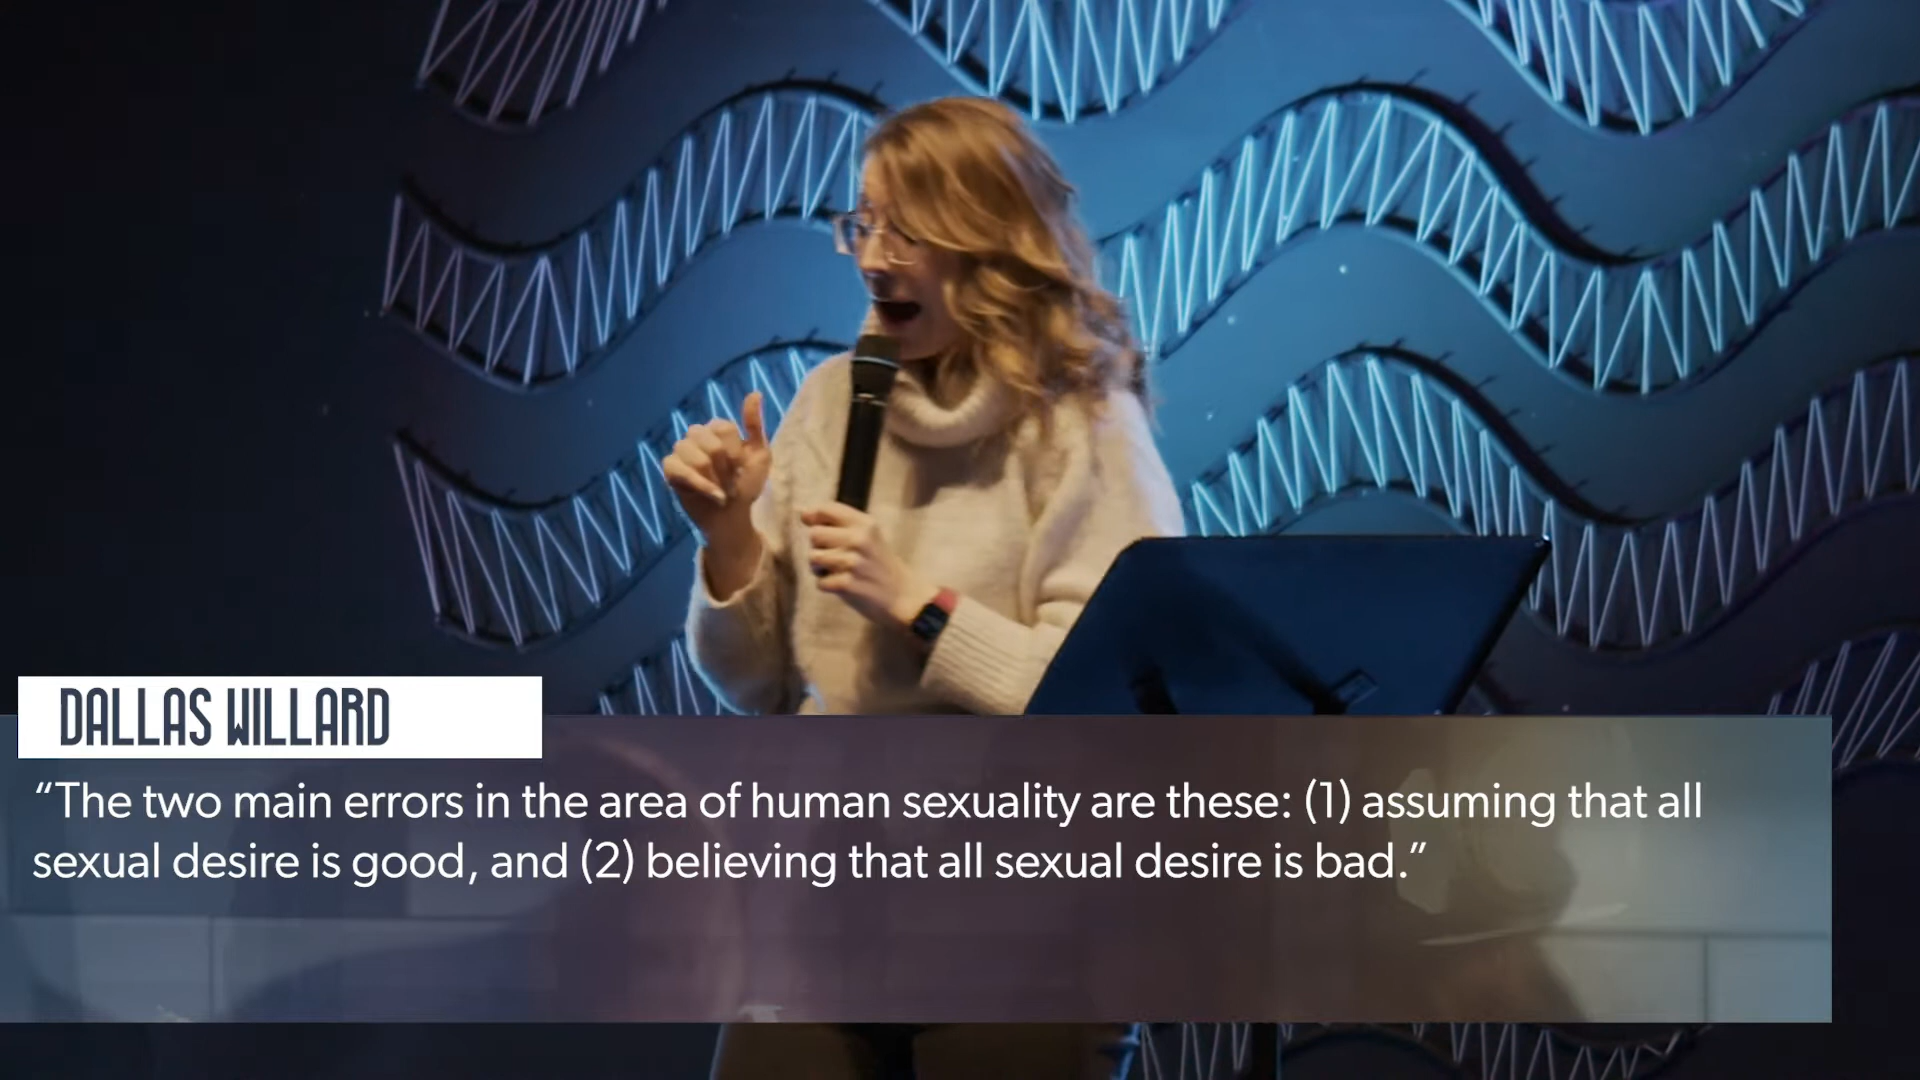 DALLAS WILLARD
“The two main errors in the area of human sexuality are these: (1) assuming that all
sexual desire is good, and (2) believing that all sexual desire is bad.”